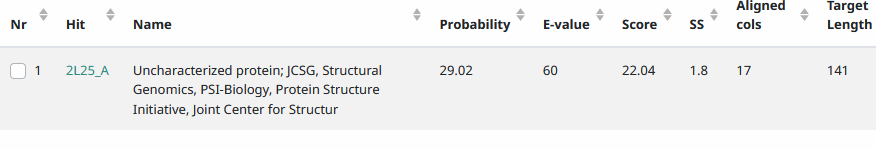 Nr Hit Name Probability E-value Score SS Aligned cols Target Length
1 2L25_A Uncharacterized protein; JCSG, Structural 29.02 60 22.04 1.8 17 141
Genomics, PSI-Biology, Protein Structure
Initiative, Joint Center for Structur